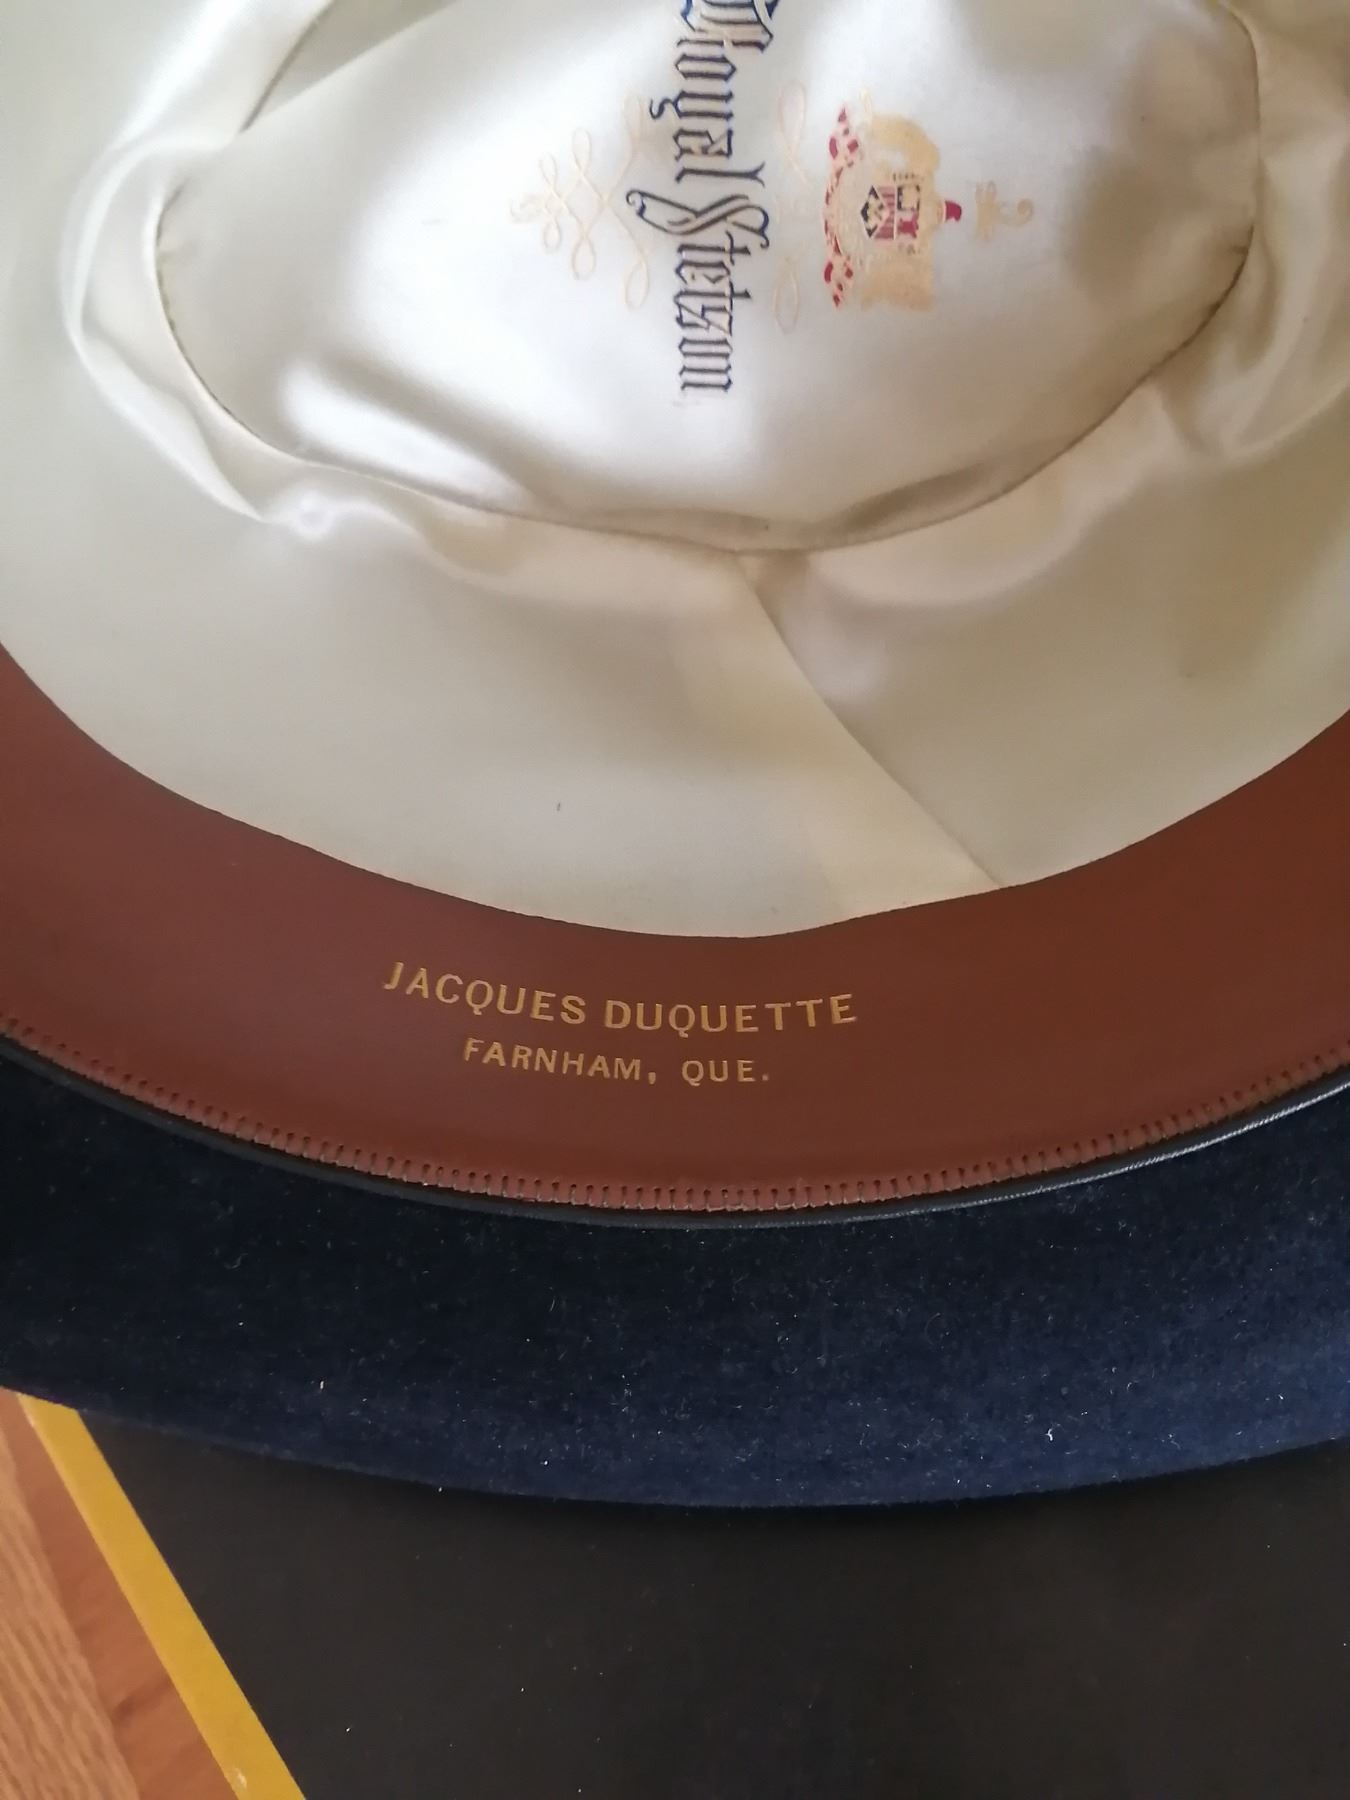 Royal Stetson
JACQUES DUQUETTE
FARNHAM, QUE.